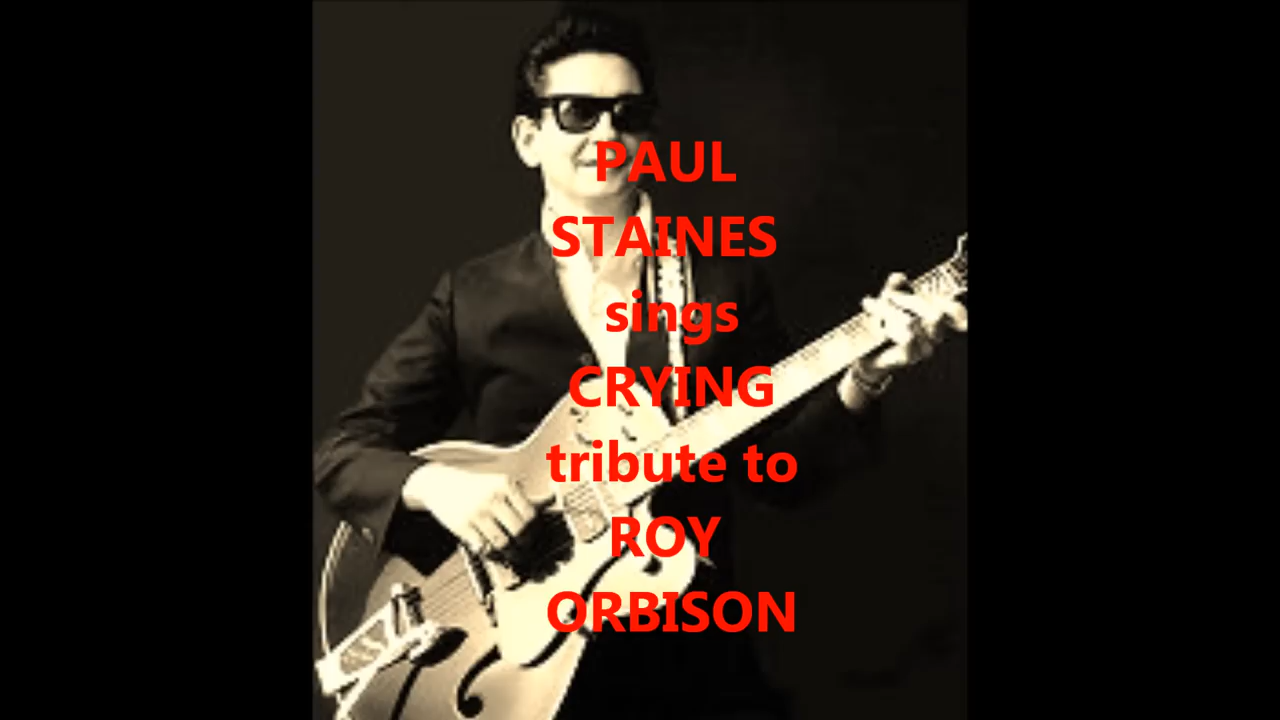 PAUL
STAINES
sings
CRYING
tribute to
ROY
ORBISON